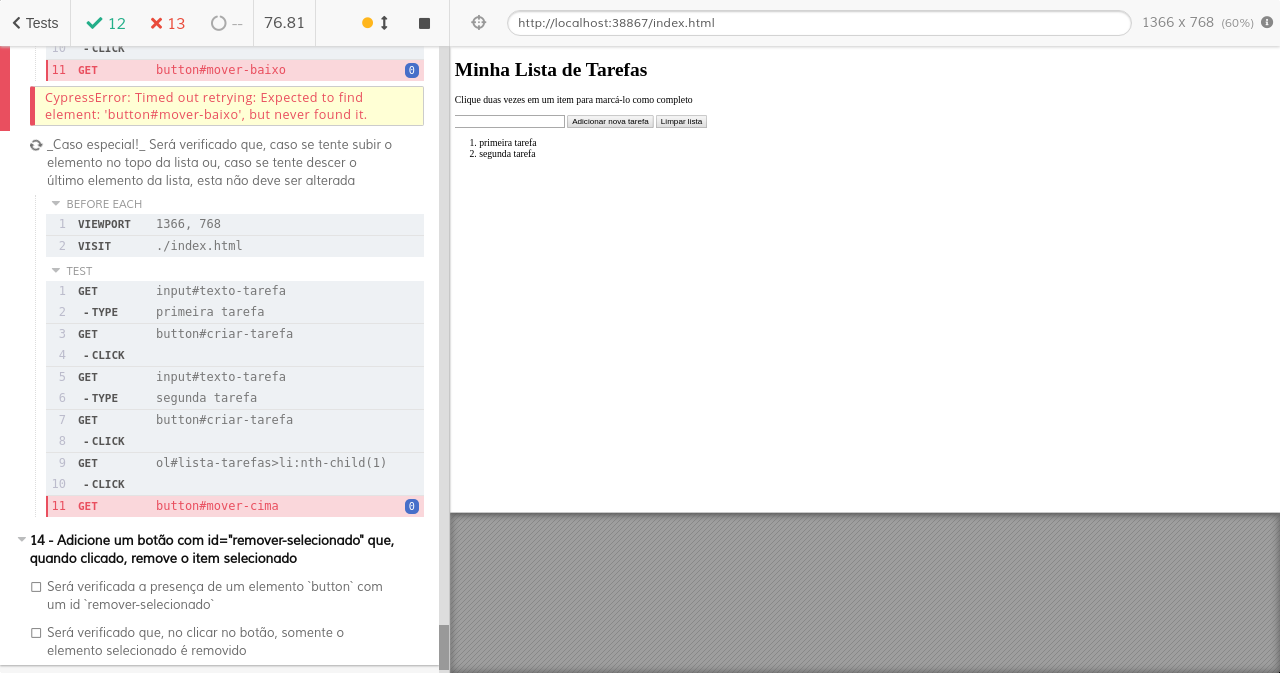 Tests 12 13 -- 76.81
http://localhost:38867/index.html 1366 x 768 (60%)
10 - CLICK
11 GET button#mover-baixo 0
CypressError: Timed out retrying: Expected to find
element: 'button#mover-baixo', but never found it.
_Caso especial!_ Será verificado que, caso se tente subir o
elemento no topo da lista ou, caso se tente descer o
último elemento da lista, esta não deve ser alterada
BEFORE EACH
1 VIEWPORT 1366, 768
2 VISIT ./index.html
TEST
1 GET input#texto-tarefa
2 - TYPE primeira tarefa
3 GET button#criar-tarefa
4 - CLICK
5 GET input#texto-tarefa
6 - TYPE segunda tarefa
7 GET button#criar-tarefa
8 - CLICK
9 GET ol#lista-tarefas>li:nth-child(1)
10 - CLICK
11 GET button#mover-cima 0
14 - Adicione um botão com id="remover-selecionado" que,
quando clicado, remove o item selecionado
Será verificada a presença de um elemento `button` com
um id `remover-selecionado`
Será verificado que, no clicar no botão, somente o
elemento selecionado é removido
Minha Lista de Tarefas
Clique duas vezes em um item para marcá-lo como completo
Adicionar nova tarefa Limpar lista
1. primeira tarefa
2. segunda tarefa